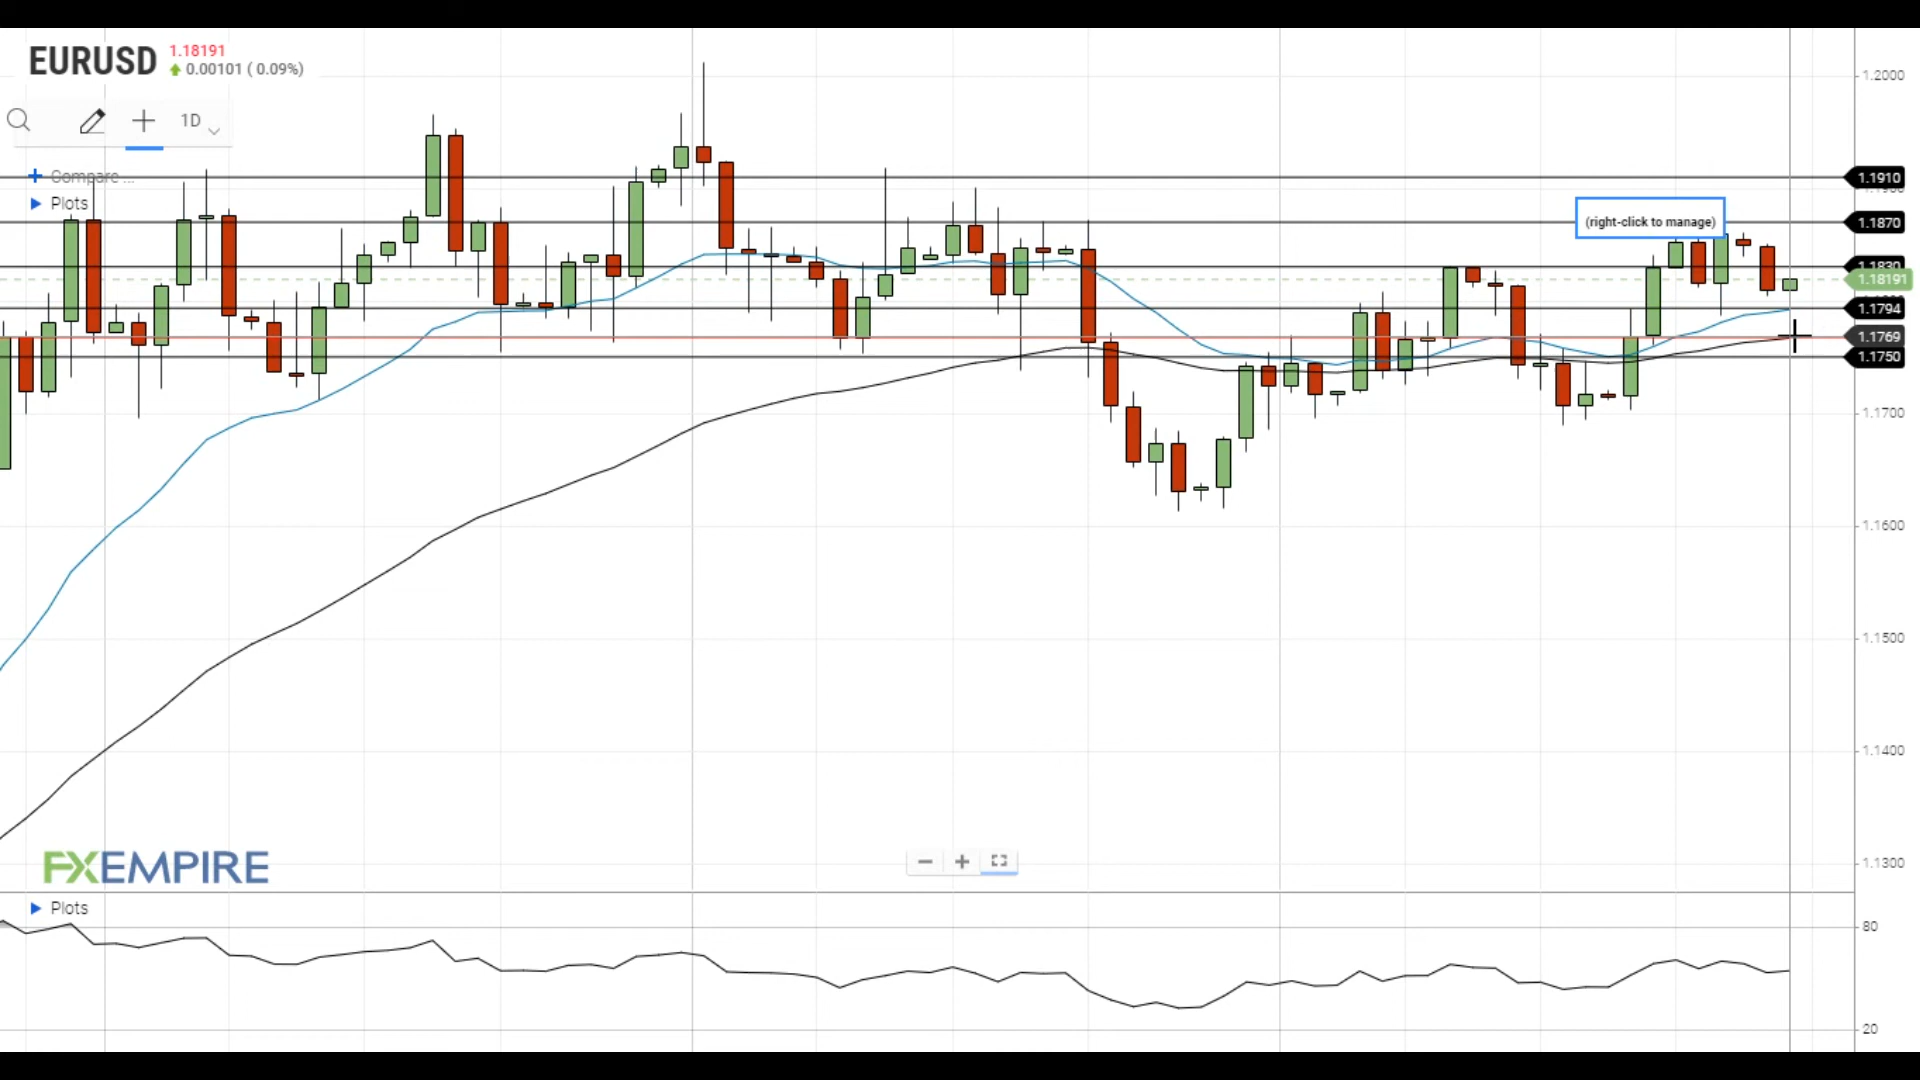 EURUSD
1.18191
0.00101 ( 0.09%)
1D
Compare ...
Plots
(right-click to manage)
1.2000
1.1910
1.1870
1.1830
1.18191
1.1794
1.1769
1.1750
1.1700
1.1600
1.1500
1.1400
1.1300
FXEMPIRE
Plots
80
20